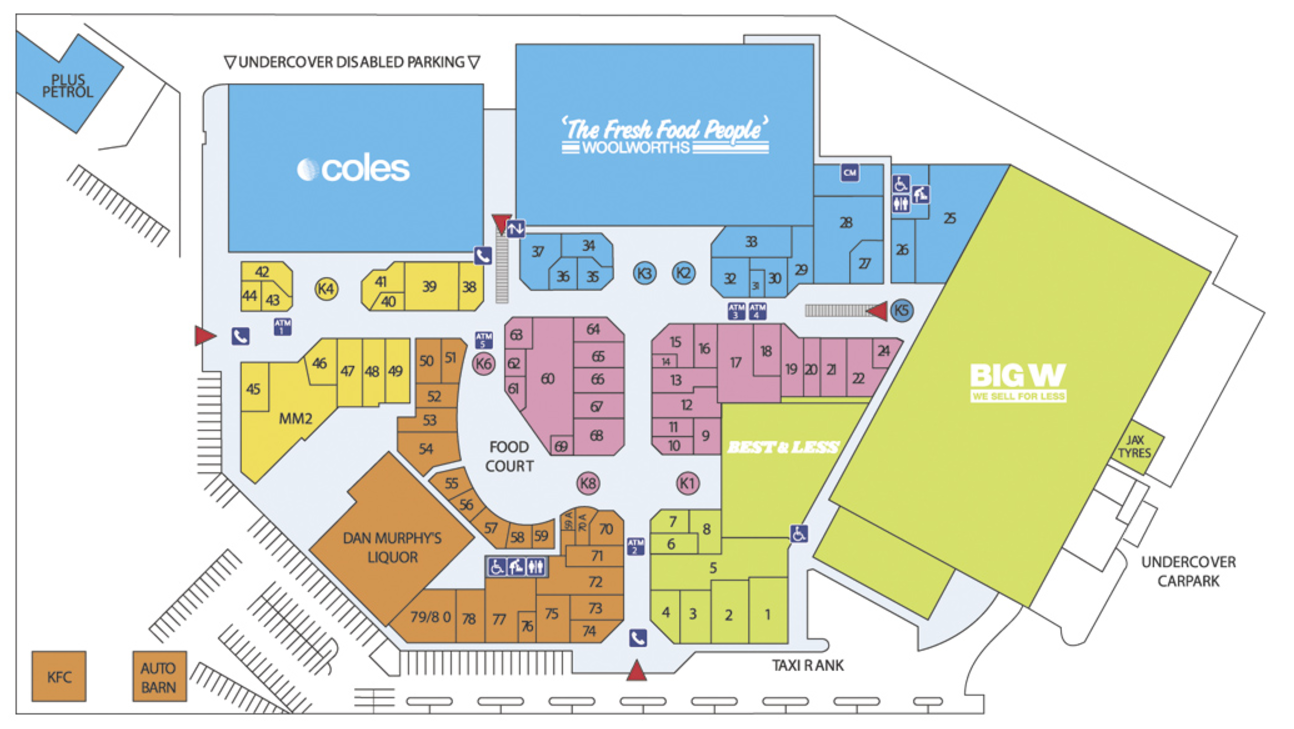 ▽UNDERCOVER DISABLED PARKING▽
PLUS
PETROL
coles
'The Fresh Food People'
WOOLWORTHS
CM
28
25
26
27
33
32
31
30
29
37
34
36
35
K3
K2
42
44
43
K4
41
40
39
38
ATM
1
ATM
3
ATM
4
K5
ATM
5
K6
63
62
61
60
64
65
66
67
68
69
15
14
16
13
12
11
10
9
17
18
19
20
21
22
24
BIG W
WE SELL FOR LESS
JAX
TYRES
45
46
47
48
49
MM2
50
51
52
53
54
FOOD
COURT
BEST & LESS
K8
K1
55
56
57
58
59
59 A
70 A
70
71
72
73
74
75
76
77
78
79/8 0
DAN MURPHY'S
LIQUOR
ATM
2
7
8
6
5
4
3
2
1
UNDERCOVER
CARPARK
TAXI RANK
KFC
AUTO
BARN